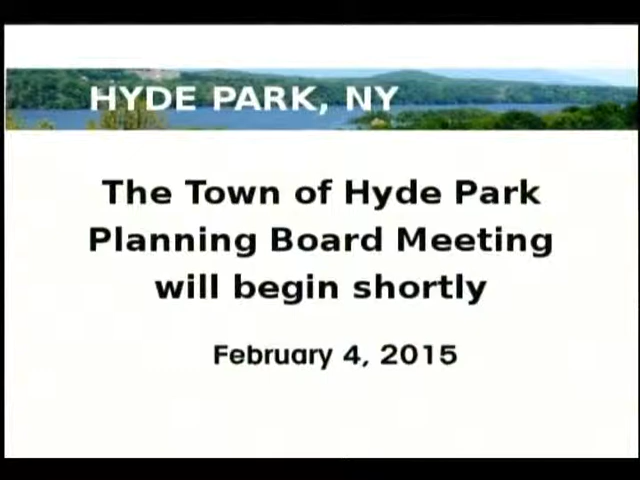 HYDE PARK, NY
The Town of Hyde Park
Planning Board Meeting
will begin shortly
February 4, 2015